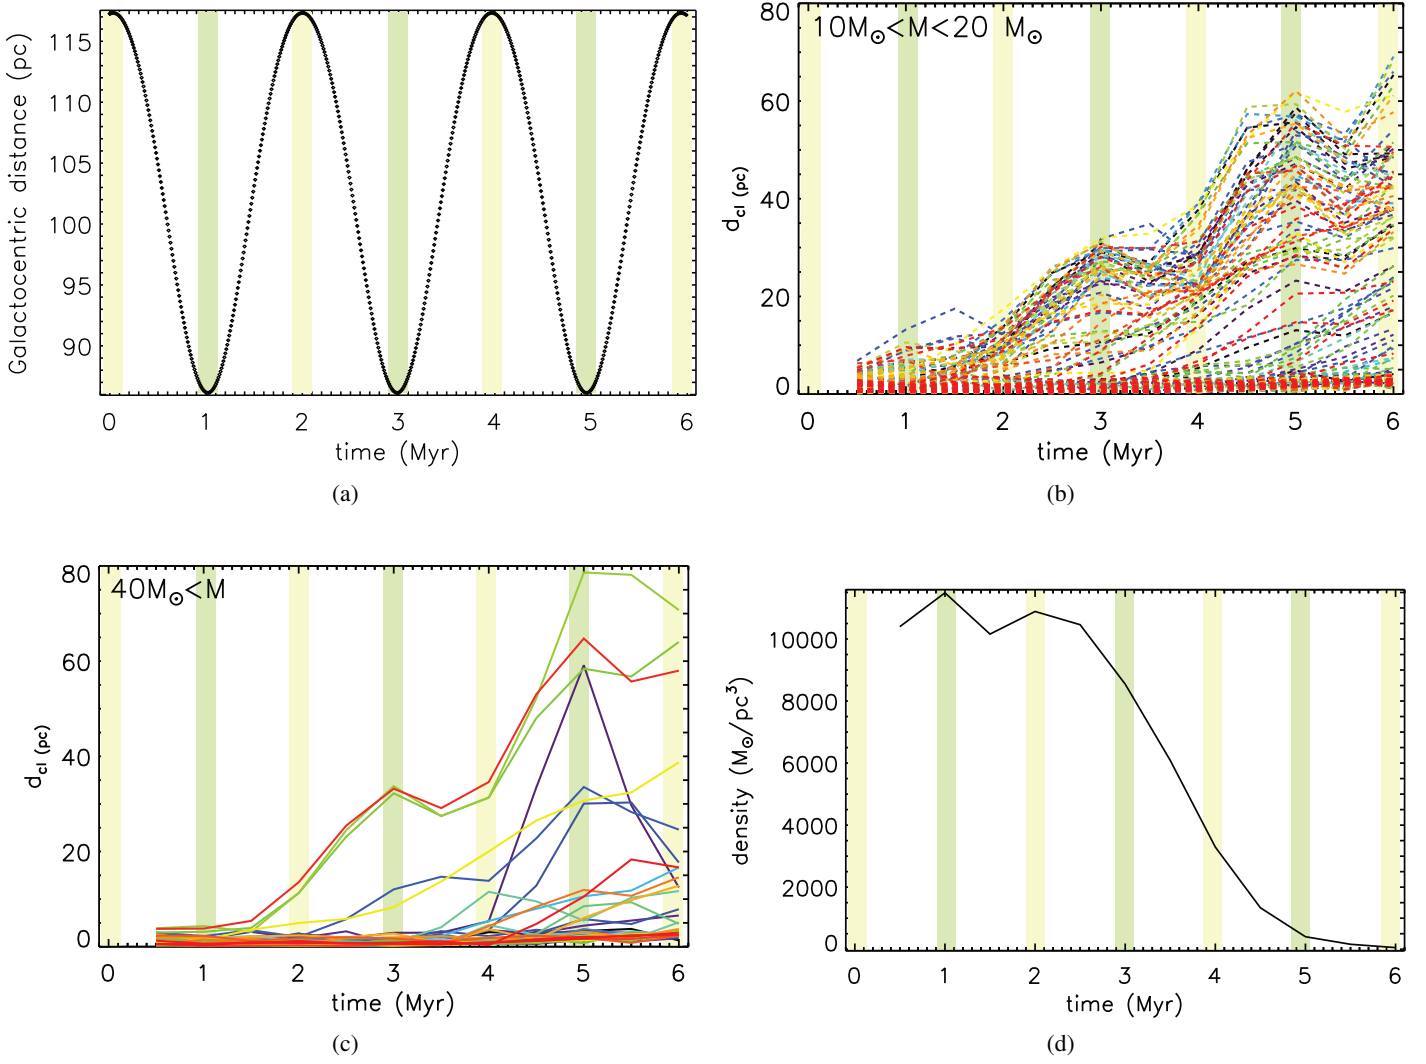 115
110
105
100
95
90
Galactocentric distance (pc)
0 1 2 3 4 5 6
time (Myr)
(a)
10M⊙<M<20 M⊙
80
60
40
20
0
d_cl (pc)
0 1 2 3 4 5 6
time (Myr)
(b)
40M⊙<M
80
60
40
20
0
d_cl (pc)
0 1 2 3 4 5 6
time (Myr)
(c)
10000
8000
6000
4000
2000
0
density (M⊙/pc³)
0 1 2 3 4 5 6
time (Myr)
(d)